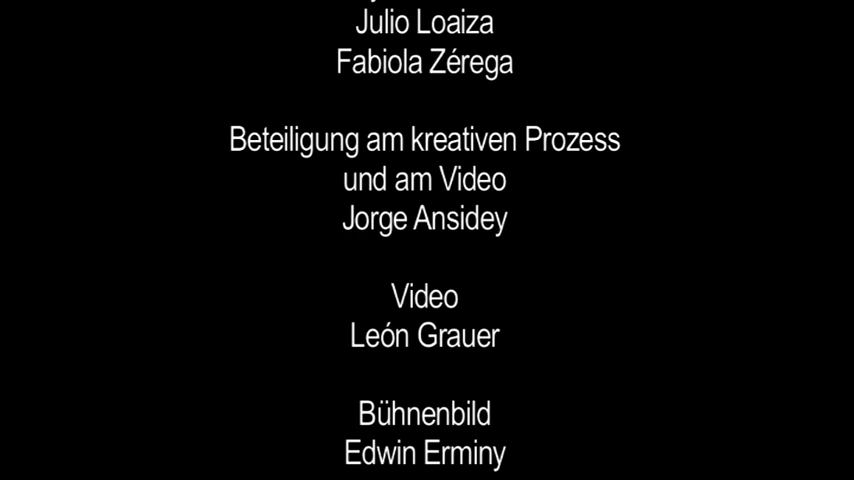 Julio Loaiza
Fabiola Zérega
Beteiligung am kreativen Prozess
und am Video
Jorge Ansidey
Video
León Grauer
Bühnenbild
Edwin Erminy